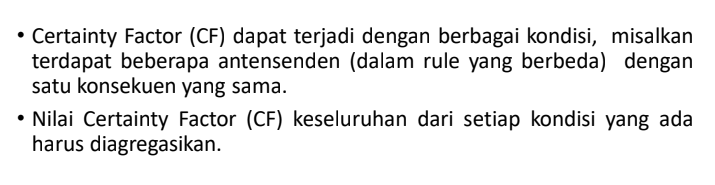 • Certainty Factor (CF) dapat terjadi dengan berbagai kondisi, misalkan
terdapat beberapa antensenden (dalam rule yang berbeda) dengan
satu konsekuen yang sama.
• Nilai Certainty Factor (CF) keseluruhan dari setiap kondisi yang ada
harus diagregasikan.